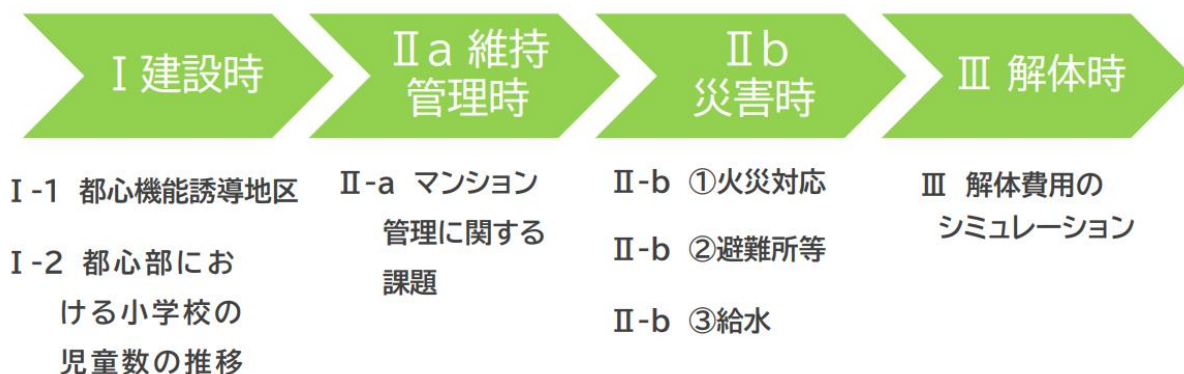 Ⅰ 建設時
Ⅱａ 維持
管理時
Ⅱｂ
災害時
Ⅲ 解体時
Ⅰ-1 都心機能誘導地区
Ⅰ-2 都心部にお
ける小学校の
児童数の推移
Ⅱ-a マンション
管理に関する
課題
Ⅱ-b ①火災対応
Ⅱ-b ②避難所等
Ⅱ-b ③給水
Ⅲ 解体費用の
シミュレーション